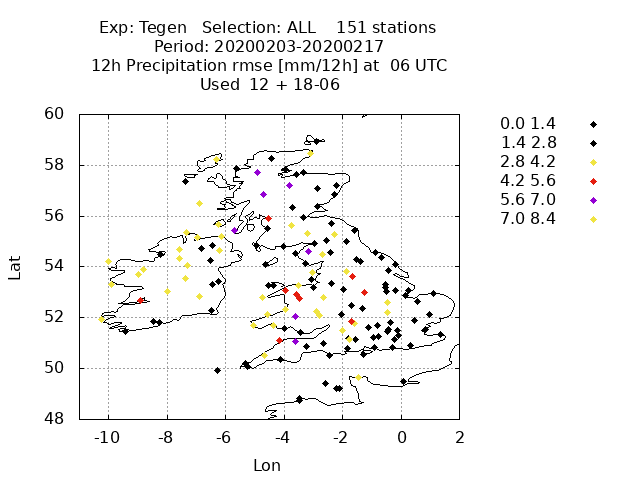 Exp: Tegen Selection: ALL 151 stations
Period: 20200203-20200217
12h Precipitation rmse [mm/12h] at 06 UTC
Used 12 + 18-06
60
58
56
54
52
50
48
Lat
-10 -8 -6 -4 -2 0 2
Lon
0.0 1.4
1.4 2.8
2.8 4.2
4.2 5.6
5.6 7.0
7.0 8.4